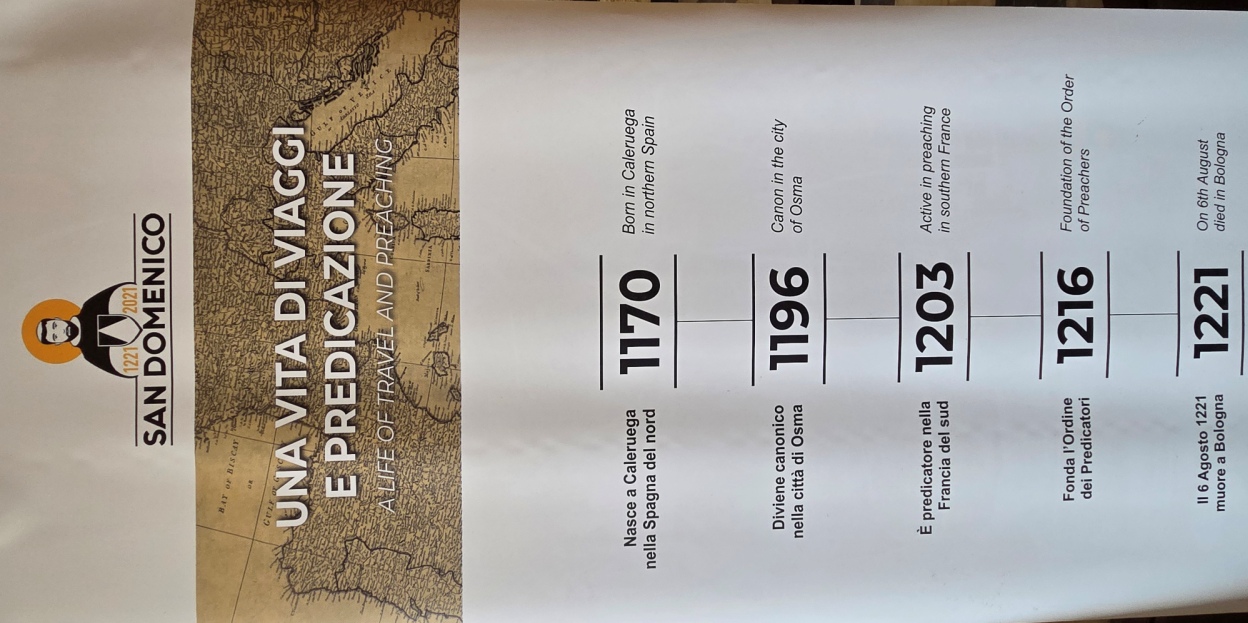 1221 2021
SAN DOMENICO
BAY OF BISCAY
OR
UNA VITA DI VIAGGI
E PREDICAZIONE
A LIFE OF TRAVEL AND PREACHING
Nasce a Caleruega
nella Spagna del nord
1170
Born in Caleruega
in northern Spain
Diviene canonico
nella città di Osma
1196
Canon in the city
of Osma
È predicatore nella
Francia del sud
1203
Active in preaching
in southern France
Fonda l'Ordine
dei Predicatori
1216
Foundation of the Order
of Preachers
Il 6 Agosto 1221
muore a Bologna
1221
On 6th August
died in Bologna